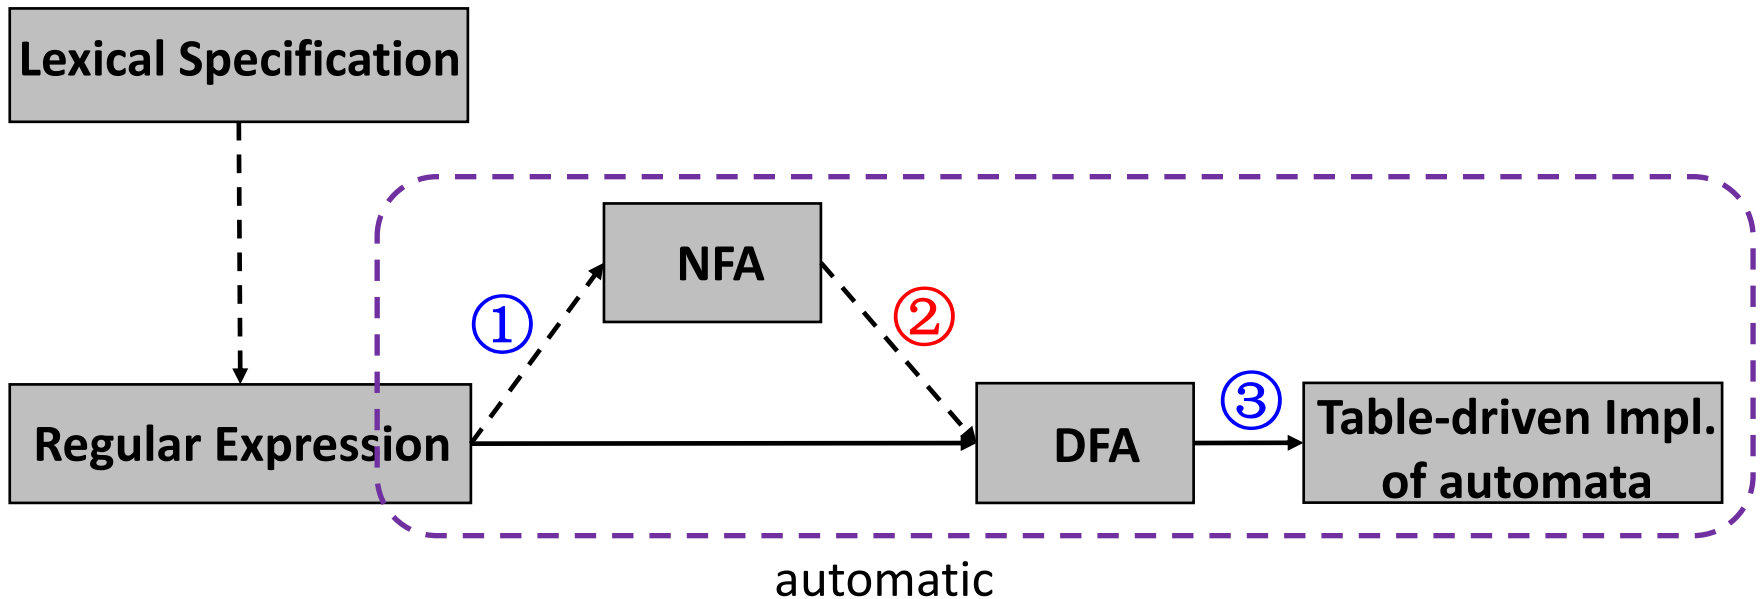 Lexical Specification
NFA
①
②
③
Regular Expression
DFA
Table-driven Impl.
of automata
automatic